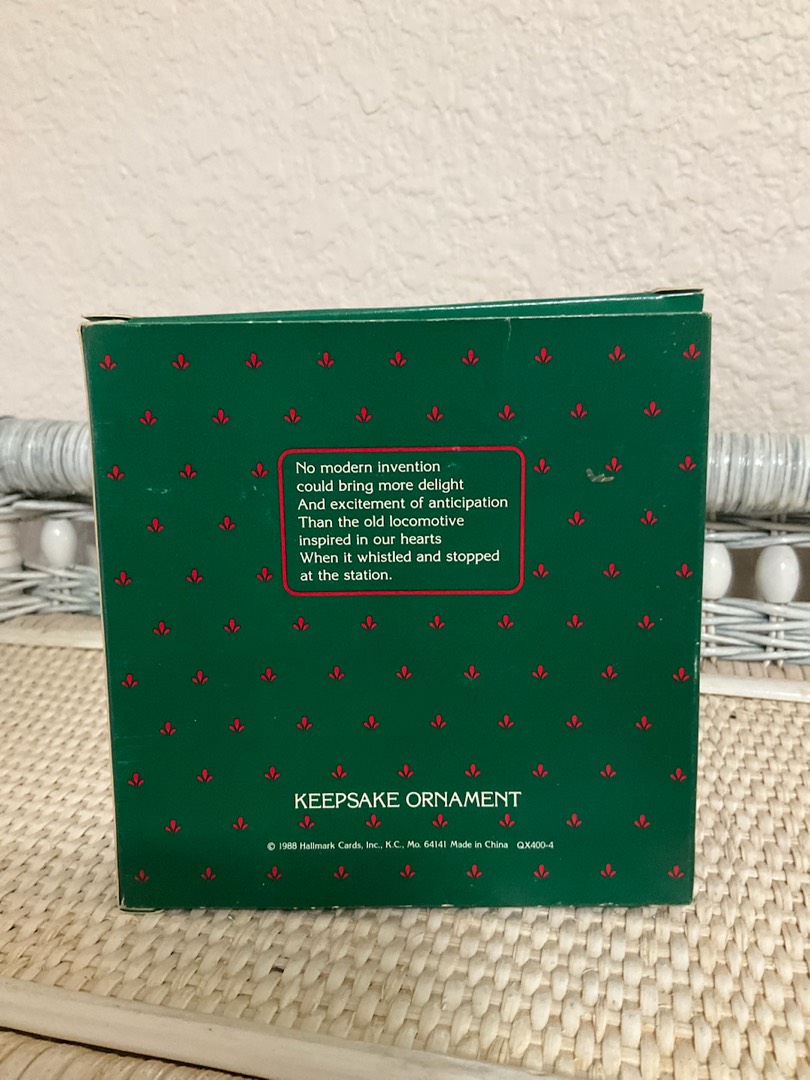 No modern invention
could bring more delight
And excitement of anticipation
Than the old locomotive
inspired in our hearts
When it whistled and stopped
at the station.
KEEPSAKE ORNAMENT
© 1988 Hallmark Cards, Inc., K.C., Mo. 64141 Made in China QX400-4